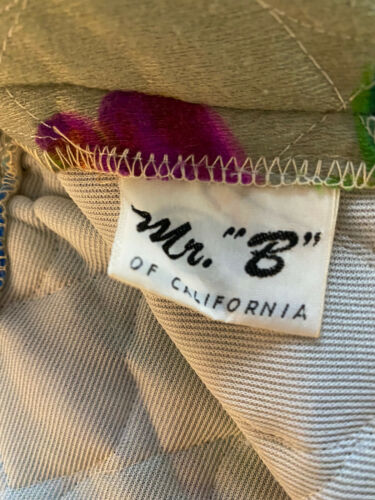 Mr. "B"
OF CALIFORNIA